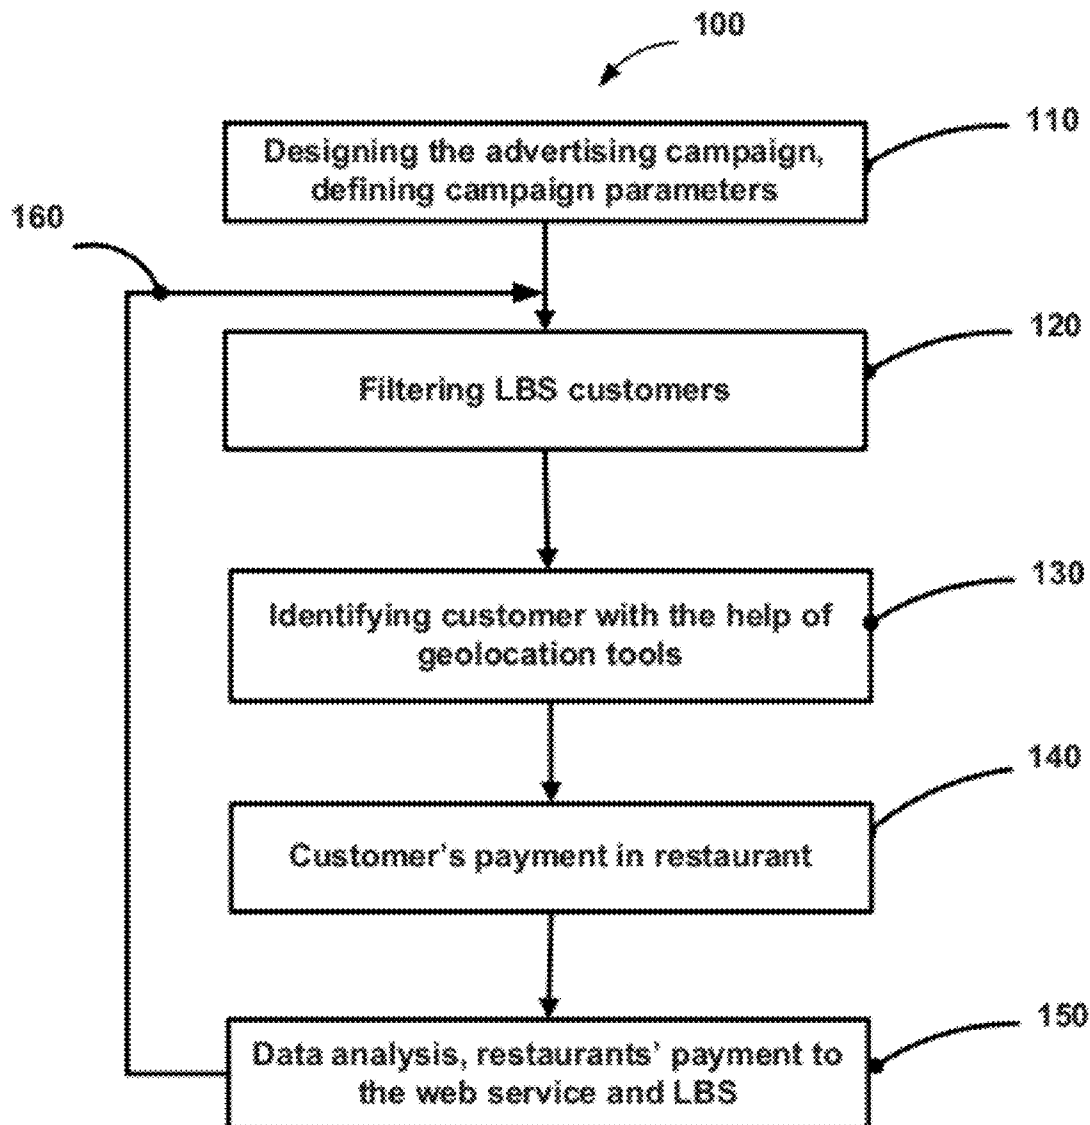 100
110
Designing the advertising campaign,
defining campaign parameters
160
120
Filtering LBS customers
130
Identifying customer with the help of
geolocation tools
140
Customer's payment in restaurant
150
Data analysis, restaurants' payment to
the web service and LBS